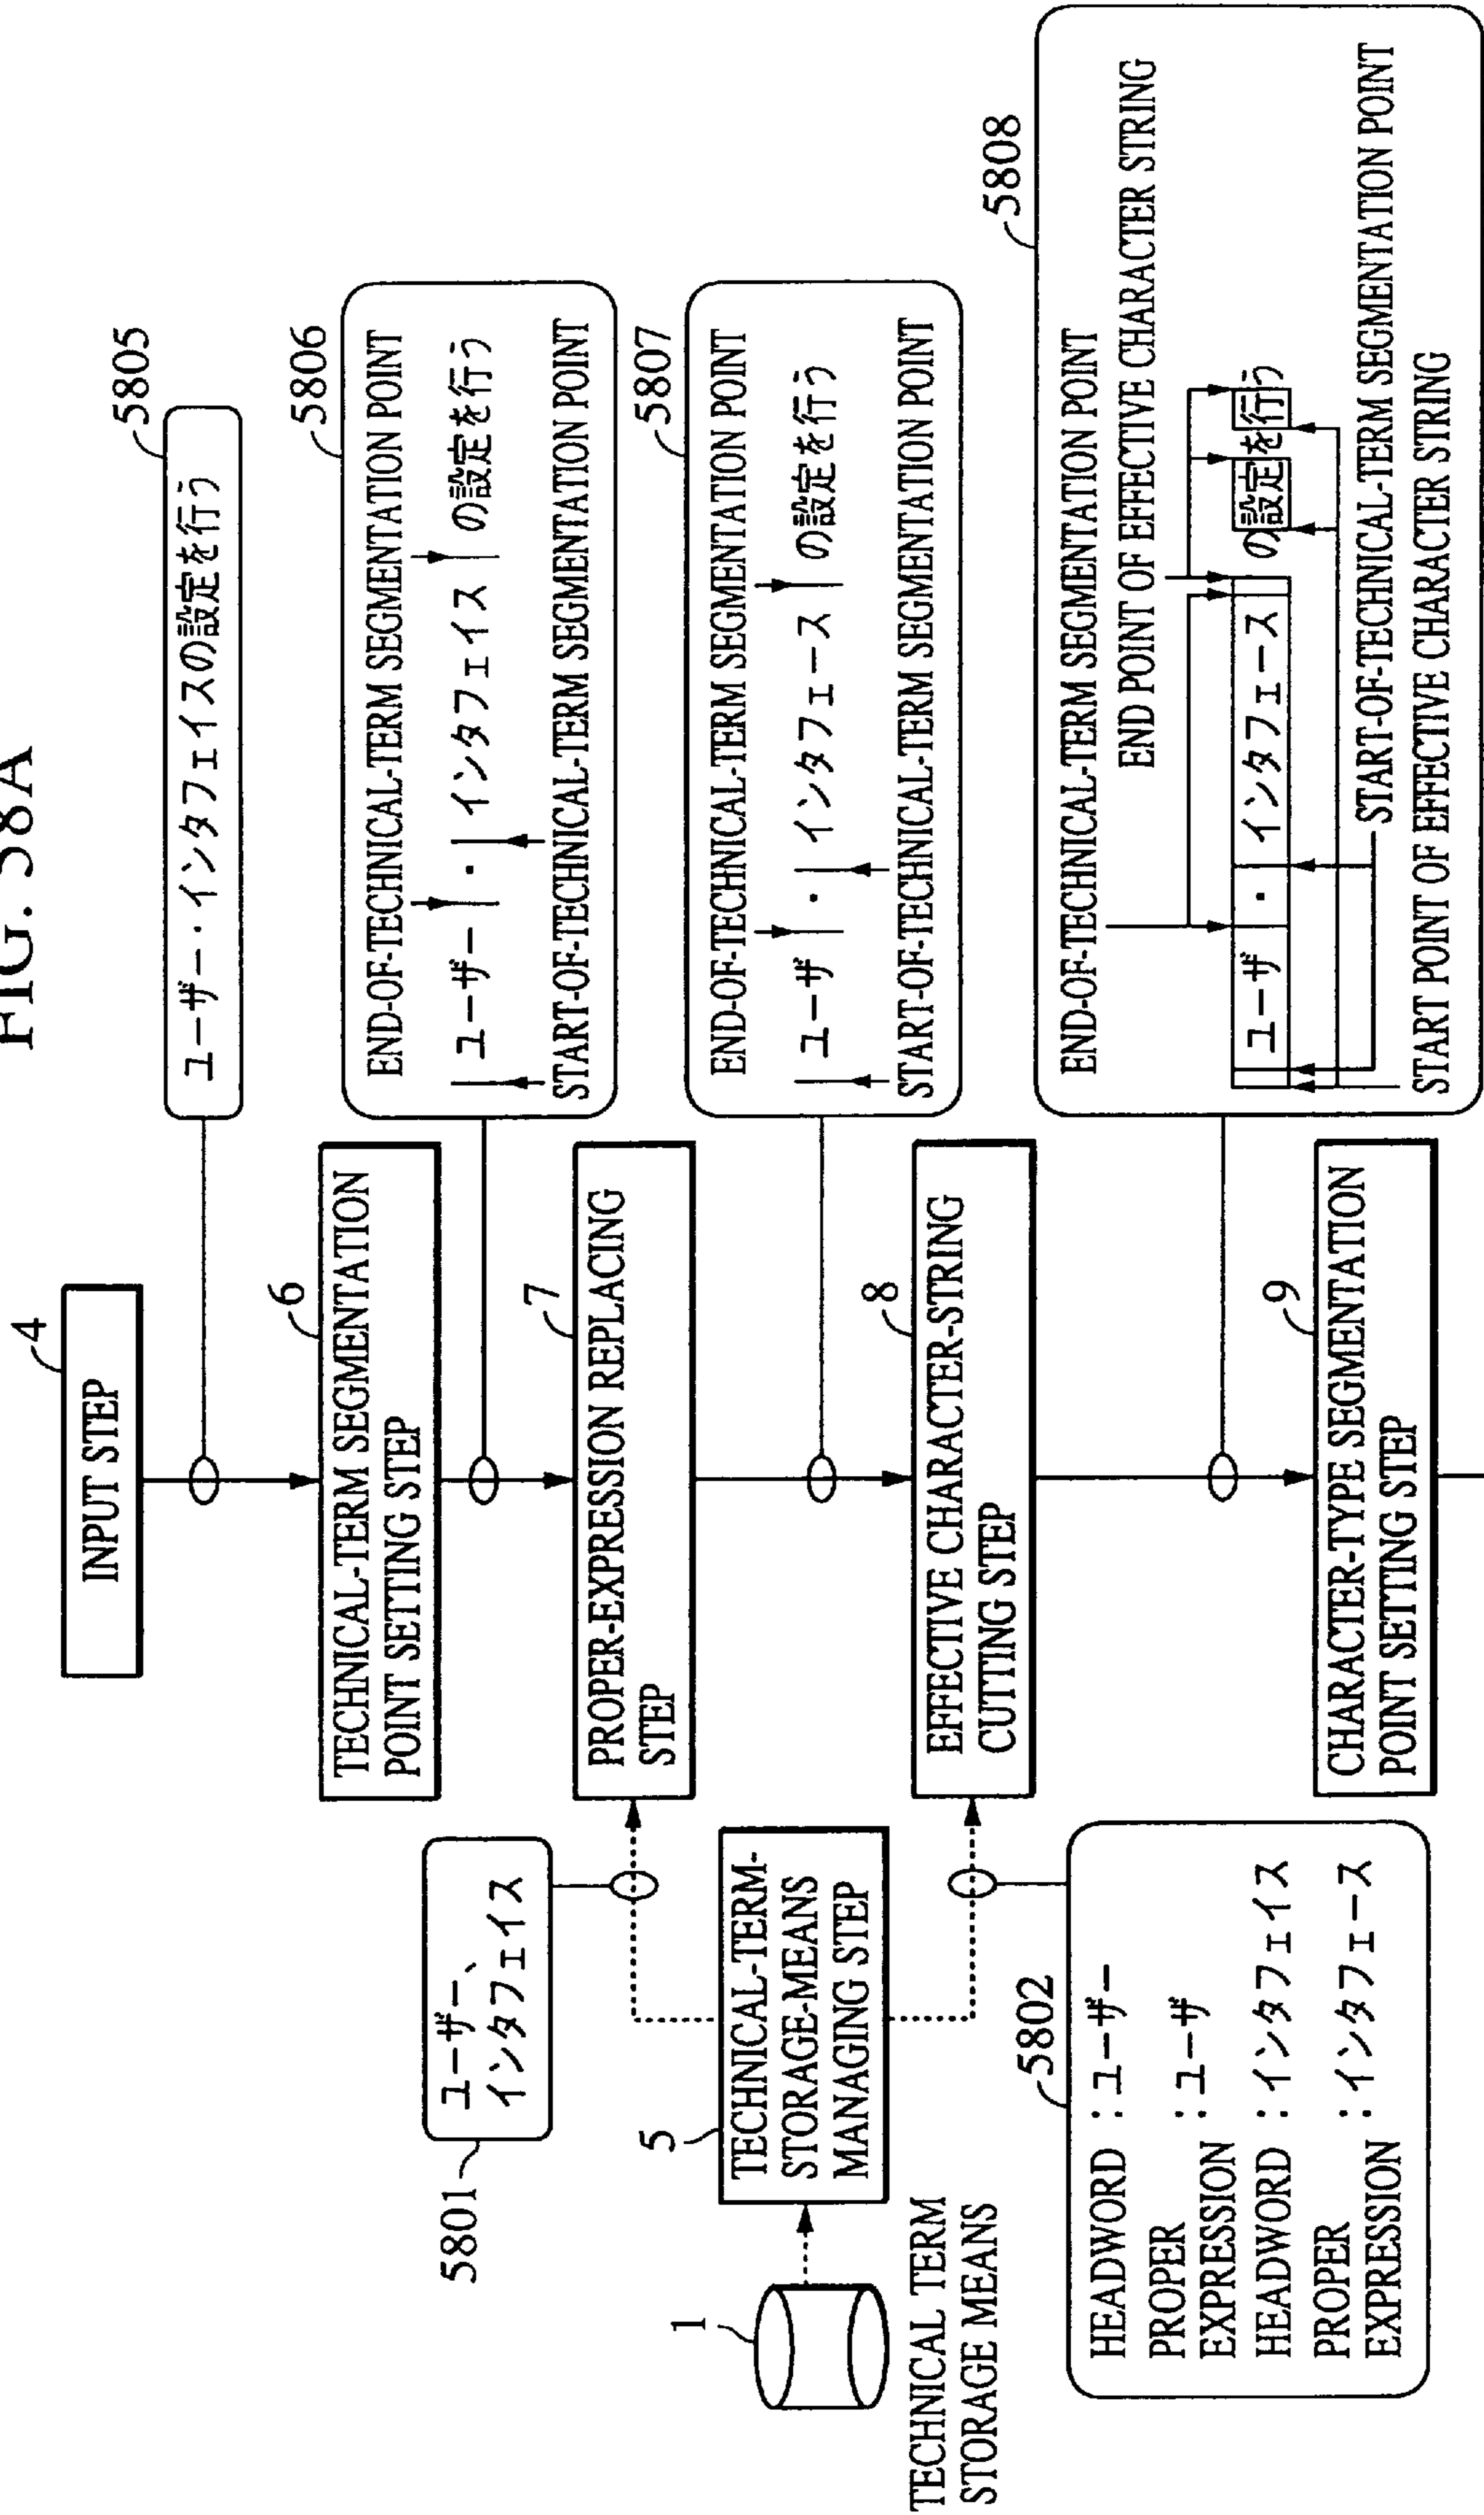 FIG. 58A
4
INPUT STEP
5805
ユーザー・インタフェイスの設定を行う
6
TECHNICAL-TERM SEGMENTATION
POINT SETTING STEP
5806
END-OF-TECHNICAL-TERM SEGMENTATION POINT
ユーザー・インタフェイスの設定を行う
START-OF-TECHNICAL-TERM SEGMENTATION POINT
5801
ユーザー、
インタフェイス
7
PROPER-EXPRESSION REPLACING
STEP
5807
END-OF-TECHNICAL-TERM SEGMENTATION POINT
ユーザ・インタフェースの設定を行う
START-OF-TECHNICAL-TERM SEGMENTATION POINT
1
TECHNICAL TERM
STORAGE MEANS
5
TECHNICAL-TERM-
STORAGE-MEANS
MANAGING STEP
8
EFFECTIVE CHARACTER-STRING
CUTTING STEP
5808
END-OF-TECHNICAL-TERM SEGMENTATION POINT
END POINT OF EFFECTIVE CHARACTER STRING
ユーザ・インタフェースの設定を行う
START-OF-TECHNICAL-TERM SEGMENTATION POINT
START POINT OF EFFECTIVE CHARACTER STRING
5802
HEADWORD :ユーザー
PROPER
EXPRESSION :ユーザ
HEADWORD :インタフェイス
PROPER
EXPRESSION :インタフェース
9
CHARACTER-TYPE SEGMENTATION
POINT SETTING STEP